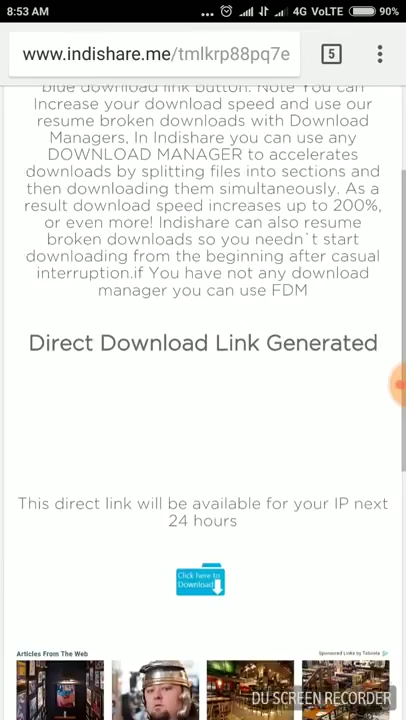 8:53 AM
4G VoLTE
90%
www.indishare.me/tmlkrp88pq7e
5
blue download link button. Note You can
Increase your download speed and use our
resume broken downloads with Download
Managers, In Indishare you can use any
DOWNLOAD MANAGER to accelerates
downloads by splitting files into sections and
then downloading them simultaneously. As a
result download speed increases up to 200%,
or even more! Indishare can also resume
broken downloads so you needn`t start
downloading from the beginning after casual
interruption.if You have not any download
manager you can use FDM
Direct Download Link Generated
This direct link will be available for your IP next
24 hours
Click here to
Download
Articles From The Web
Sponsored Links by Taboola
DU SCREEN RECORDER